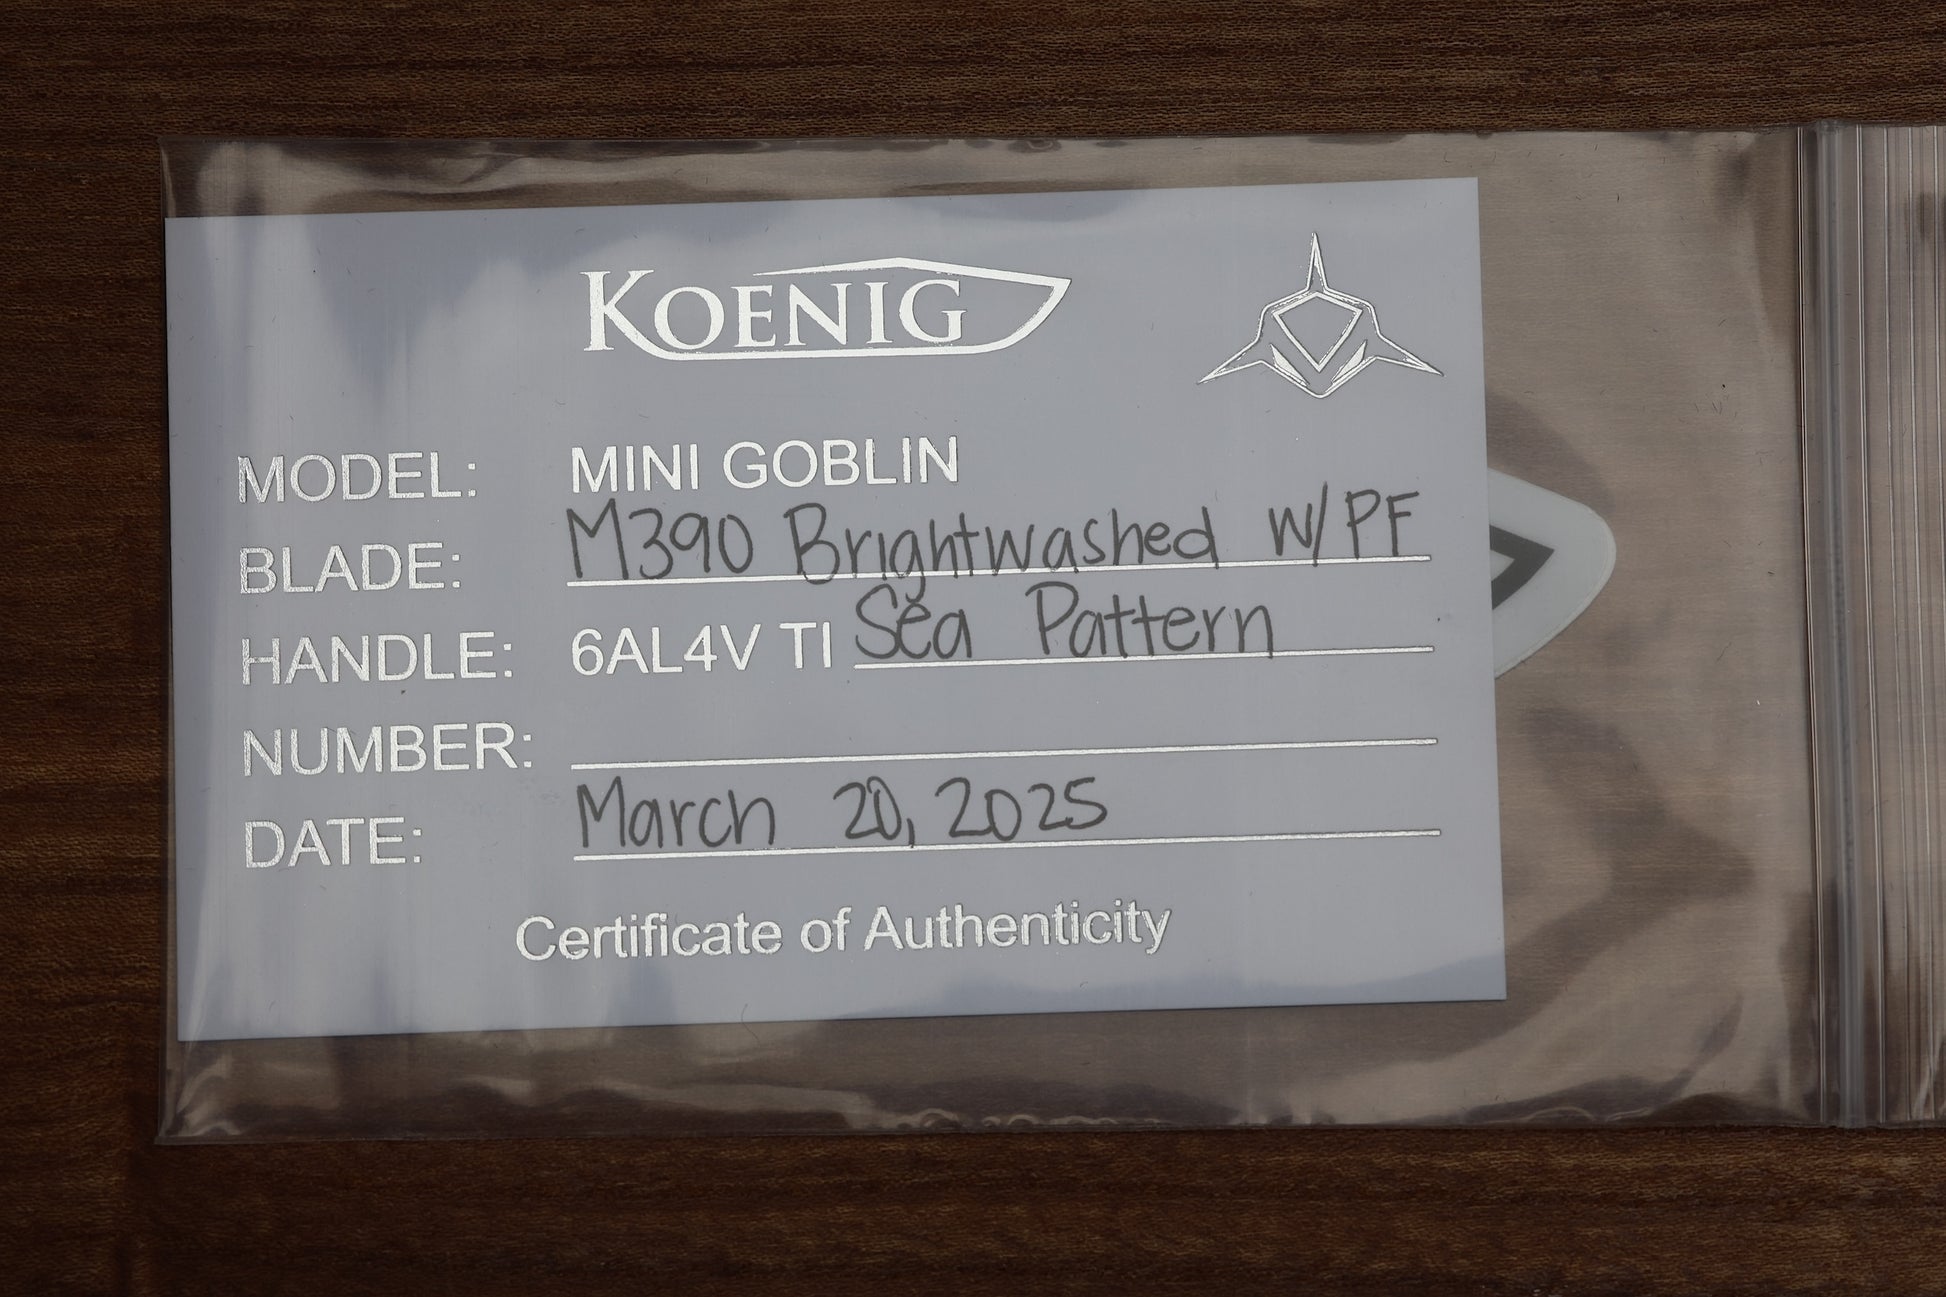 KOENIG
MODEL: MINI GOBLIN
BLADE: M390 Brightwashed w/ PF
HANDLE: 6AL4V TI Sea Pattern
NUMBER:
DATE: March 20, 2025
Certificate of Authenticity